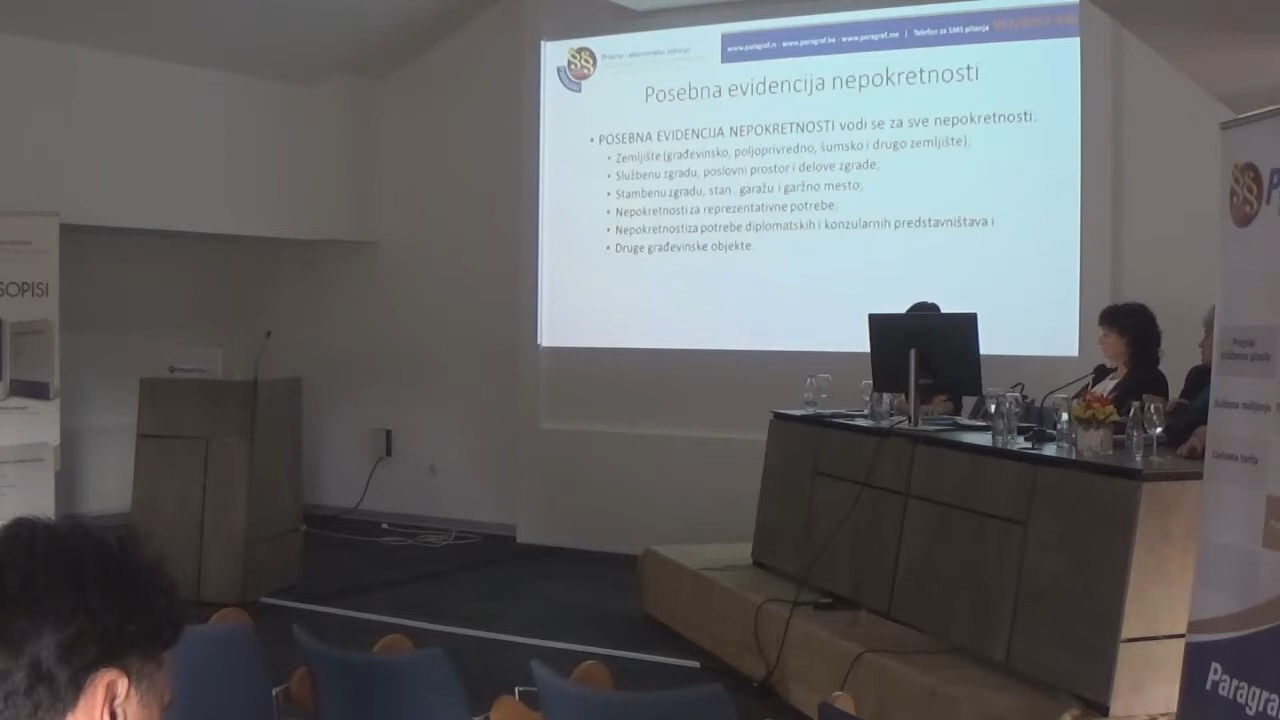 www.paragraf.rs - www.paragraf.ba - www.paragraf.me | Telefon za SMS pitanja
Posebna evidencija nepokretnosti
• POSEBNA EVIDENCIJA NEPOKRETNOSTI vodi se za sve nepokretnosti:
• Zemljište (građevinsko, poljoprivredno, šumsko i drugo zemljište);
• Službenu zgradu, poslovni prostor i delove zgrade;
• Stambenu zgradu, stan, garažu i garžno mesto;
• Nepokretnosti za reprezentativne potrebe;
• Nepokretnostiza potrebe diplomatskih i konzularnih predstavništava i
• Druge građevinske objekte.
SOPISI
Paragra